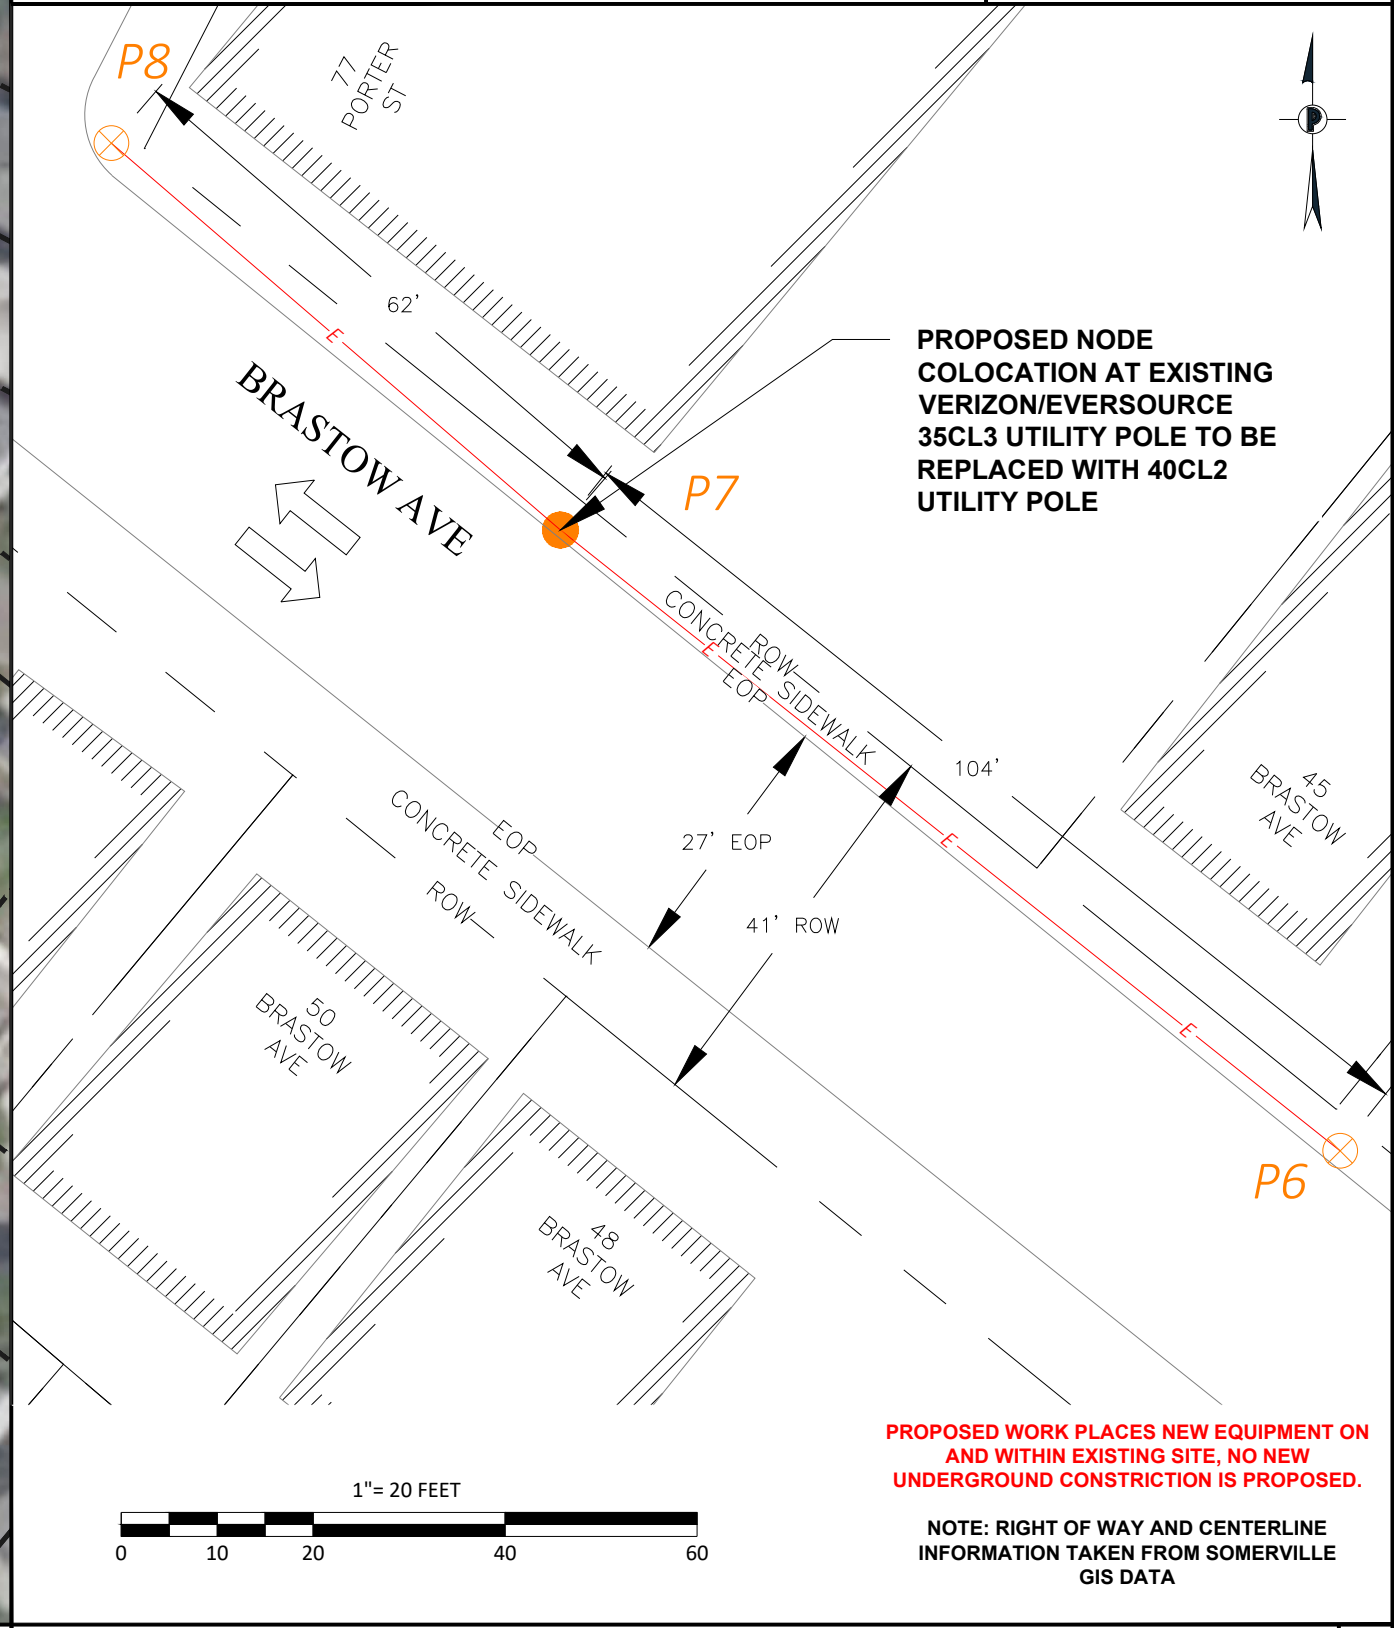 P8
77
PORTER
ST
P
62'
E
BRASTOW AVE
PROPOSED NODE
COLOCATION AT EXISTING
VERIZON/EVERSOURCE
35CL3 UTILITY POLE TO BE
REPLACED WITH 40CL2
UTILITY POLE
P7
ROW
CONCRETE SIDEWALK
E
EOP
104'
45
BRASTOW
AVE
27' EOP
E
41' ROW
EOP
CONCRETE SIDEWALK
ROW
50
BRASTOW
AVE
E
P6
48
BRASTOW
AVE
PROPOSED WORK PLACES NEW EQUIPMENT ON
AND WITHIN EXISTING SITE, NO NEW
UNDERGROUND CONSTRICTION IS PROPOSED.
1"= 20 FEET
0 10 20 40 60
NOTE: RIGHT OF WAY AND CENTERLINE
INFORMATION TAKEN FROM SOMERVILLE
GIS DATA